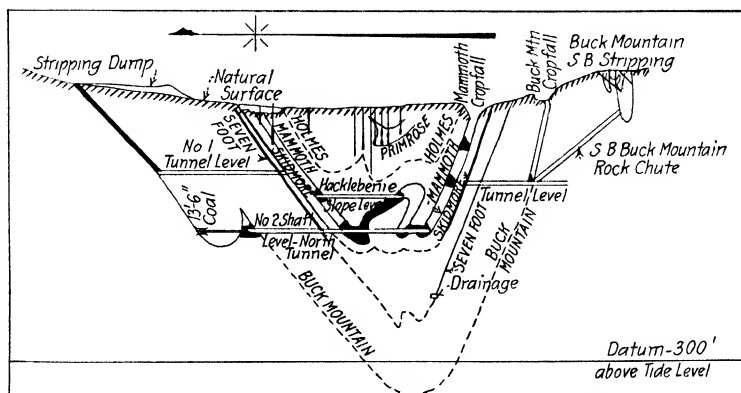 Stripping Dump
Natural
Surface
Mammoth
Cropfall
Buck Mtn
Cropfall
Buck Mountain
S B Stripping
HOLMES
MAMMOTH
SKIDMORE
SEVEN
FOOT
PRIMROSE
HOLMES
MAMMOTH
SKIDMORE
No 1
Tunnel Level
Hacklebernie
Slope Level
Tunnel Level
S B Buck Mountain
Rock Chute
13'-6"
Coal
No 2 Shaft
Level-North
Tunnel
SEVEN FOOT
BUCK
MOUNTAIN
Drainage
BUCK MOUNTAIN
Datum-300'
above Tide Level